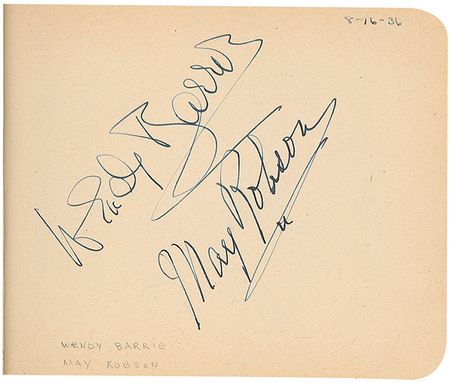 8-16-36
Wendy Barrie
May Robson
WENDY BARRIE
MAY ROBSON